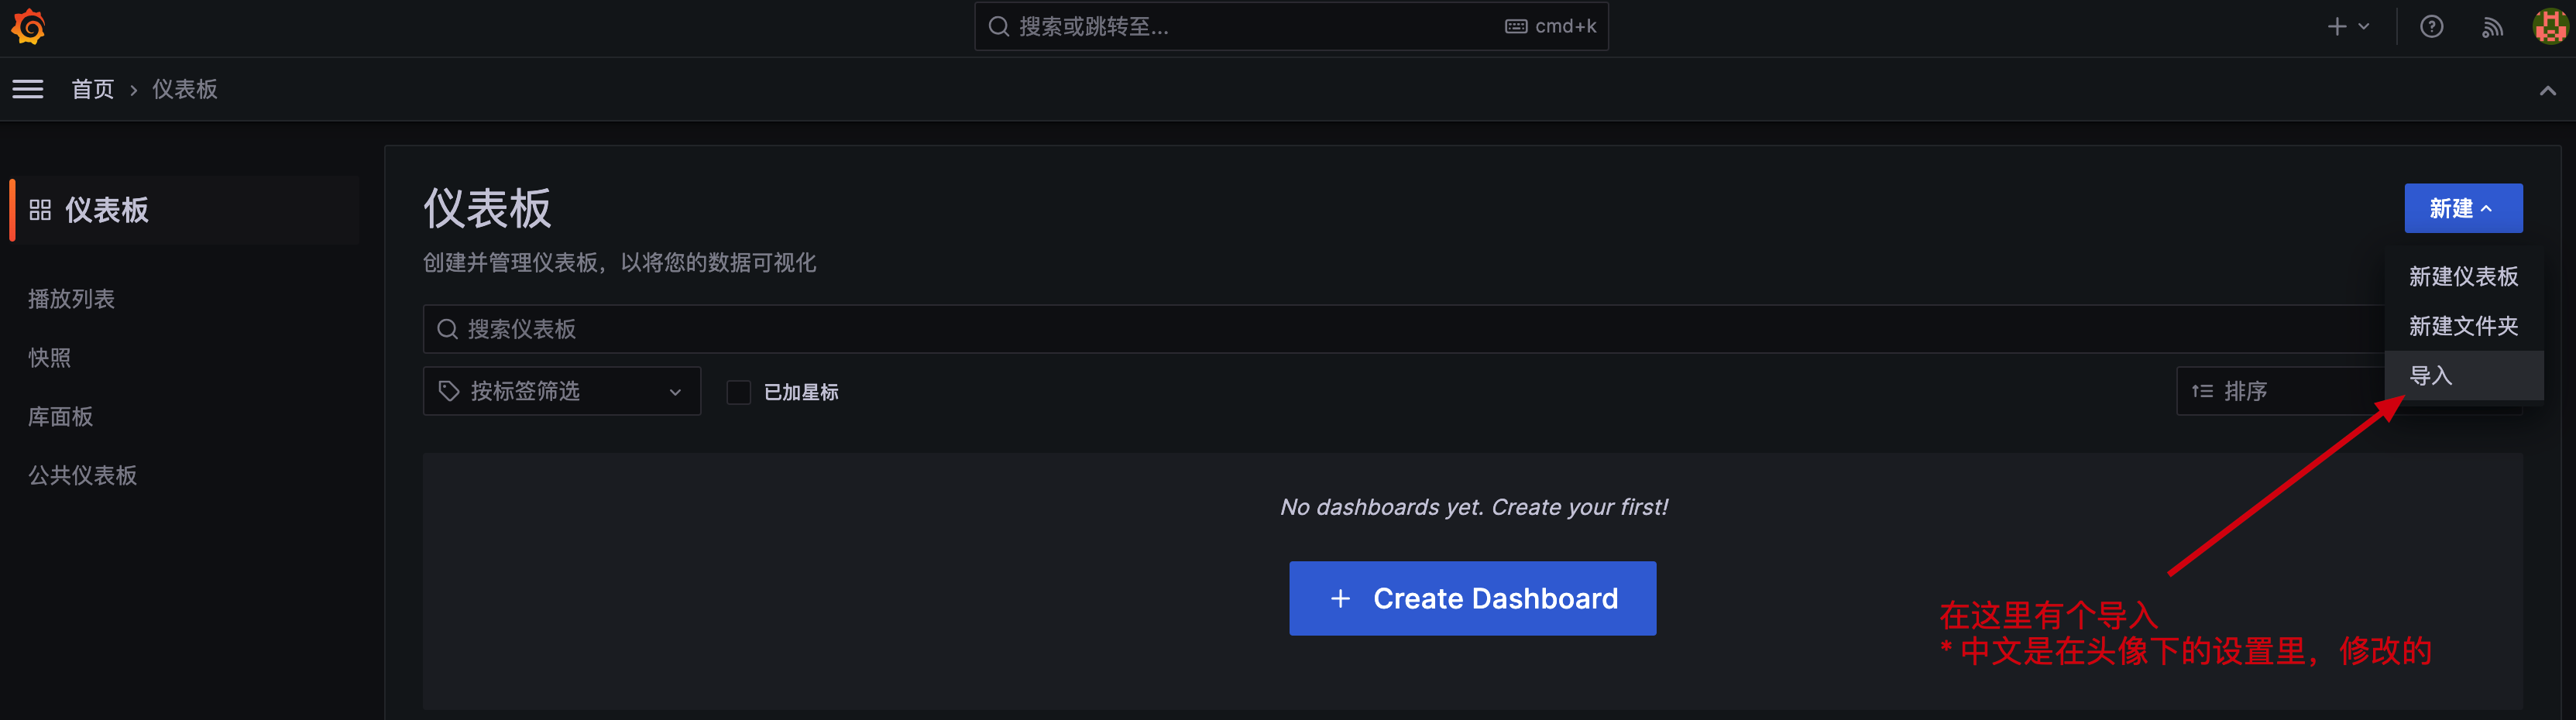 搜索或跳转至...
cmd+k
首页 › 仪表板
仪表板
播放列表
快照
库面板
公共仪表板
仪表板
创建并管理仪表板，以将您的数据可视化
新建
新建仪表板
新建文件夹
导入
搜索仪表板
按标签筛选
已加星标
排序
No dashboards yet. Create your first!
+ Create Dashboard
在这里有个导入
* 中文是在头像下的设置里，修改的